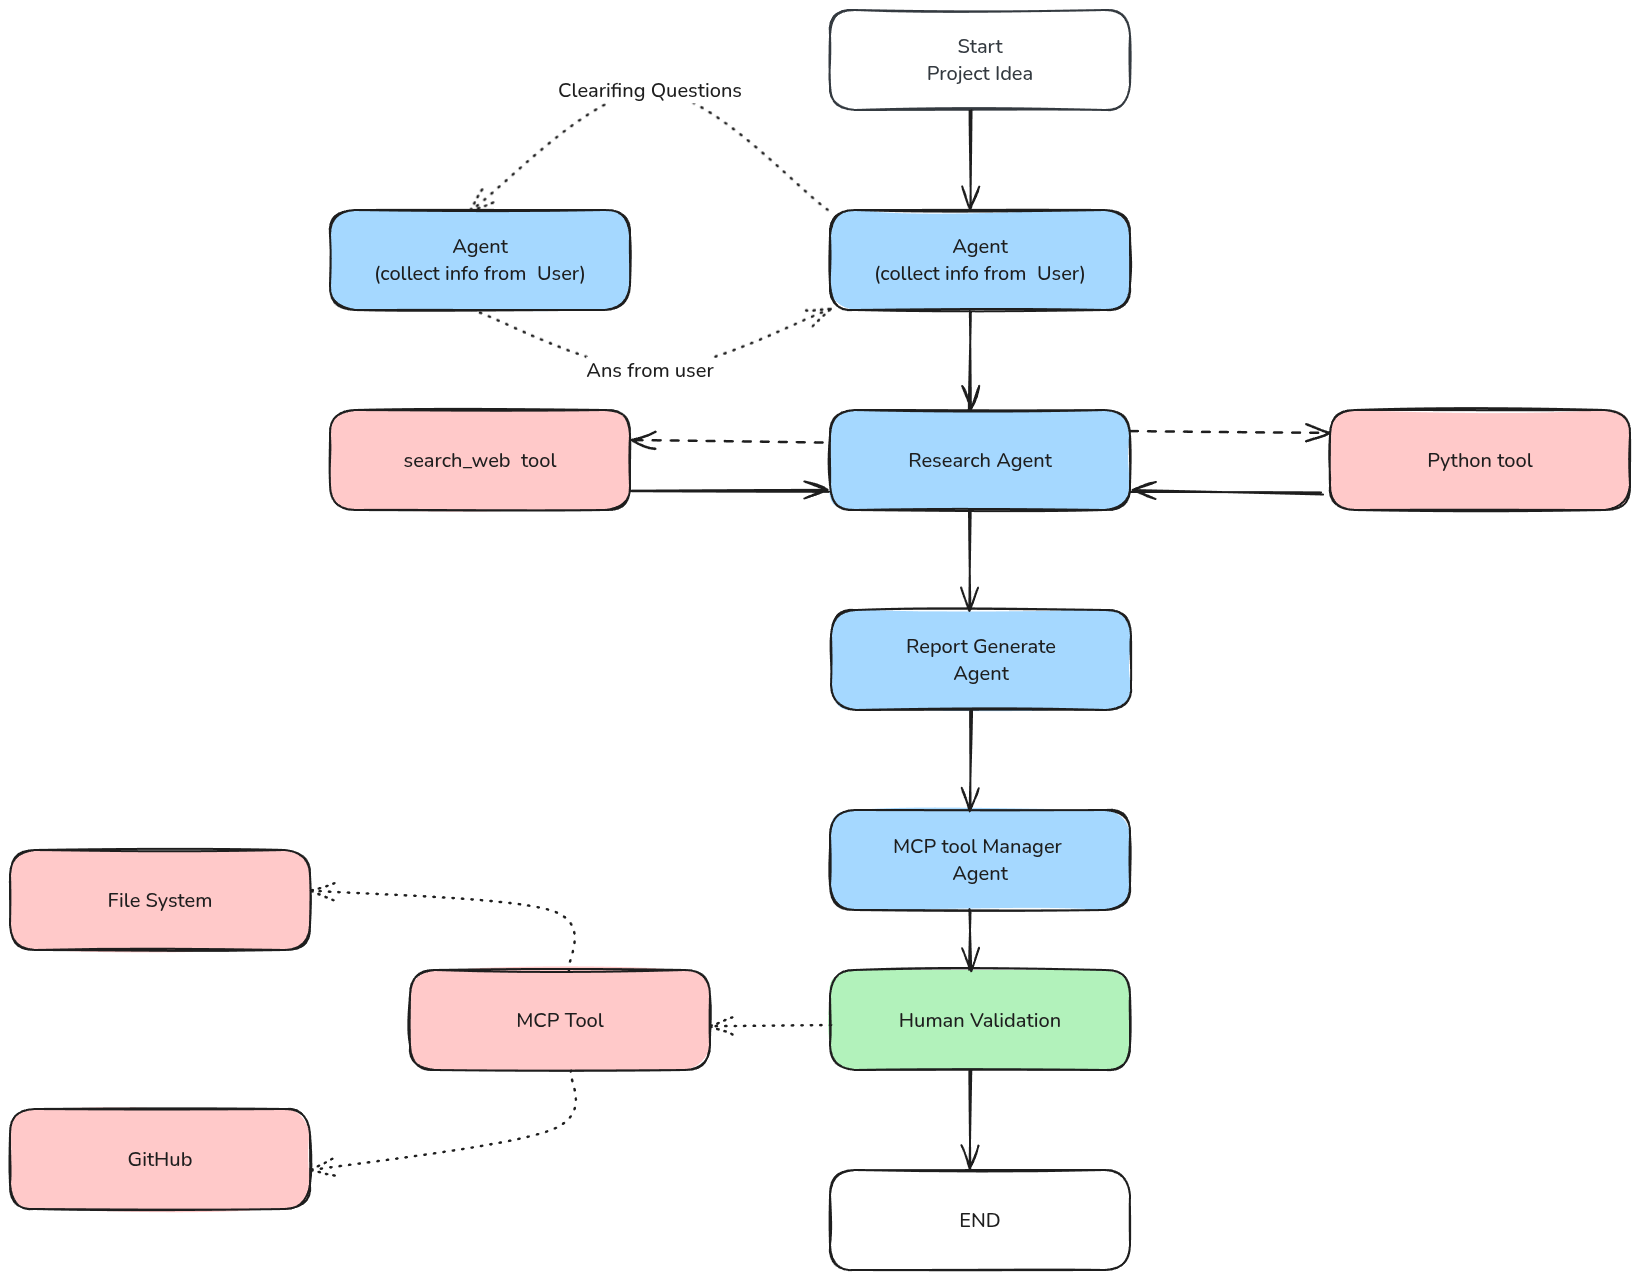 Start
Project Idea
Clearifing Questions
Agent
(collect info from  User)
Agent
(collect info from  User)
Ans from user
search_web  tool
Research Agent
Python tool
Report Generate
Agent
MCP tool Manager
Agent
File System
MCP Tool
Human Validation
GitHub
END